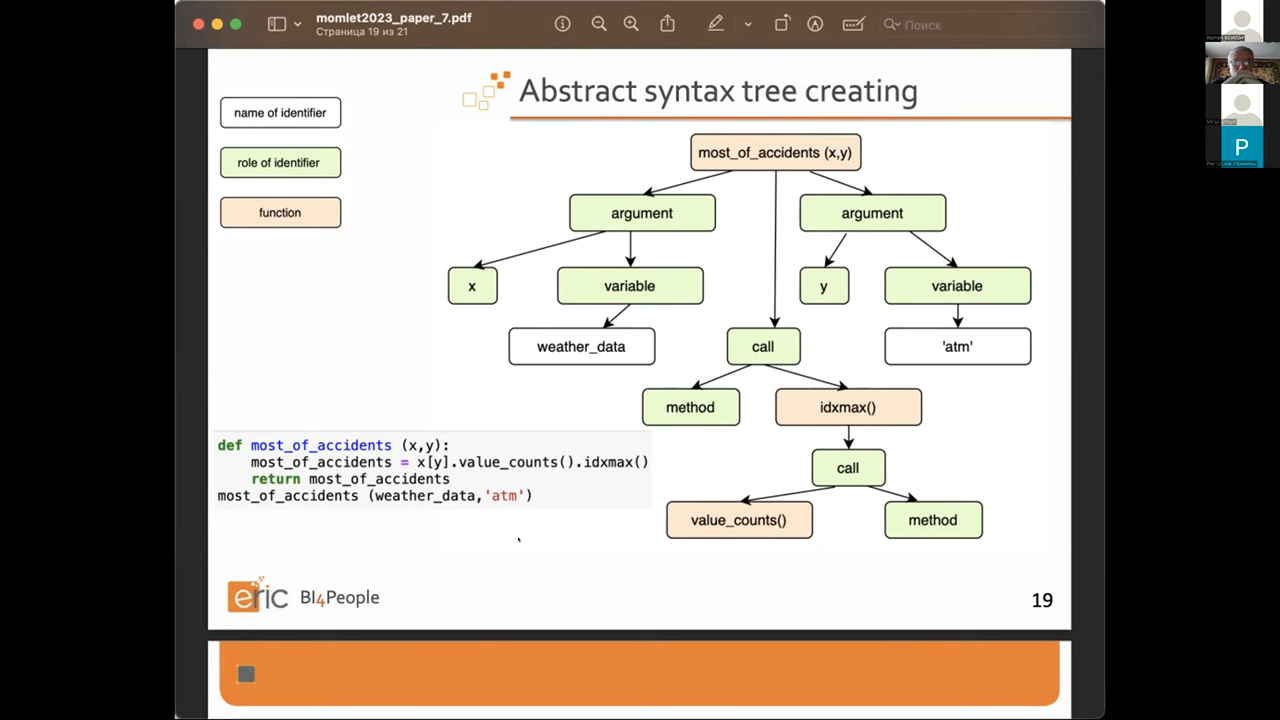 momlet2023_paper_7.pdf
Страница 19 из 21
Поиск
Abstract syntax tree creating
name of identifier
role of identifier
function
most_of_accidents (x,y)
argument
argument
x
variable
y
variable
weather_data
call
'atm'
method
idxmax()
call
value_counts()
method
def most_of_accidents (x,y):
most_of_accidents = x[y].value_counts().idxmax()
return most_of_accidents
most_of_accidents (weather_data,'atm')
eric BI4People
19
P